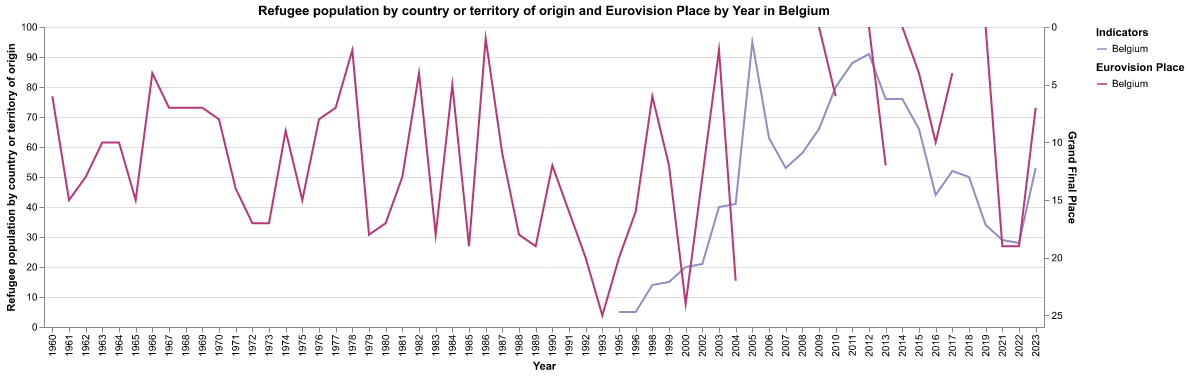 Refugee population by country or territory of origin and Eurovision Place by Year in Belgium
Refugee population by country or territory of origin
100
90
80
70
60
50
40
30
20
10
0
1960 1961 1962 1963 1964 1965 1966 1967 1968 1969 1970 1971 1972 1973 1974 1975 1976 1977 1978 1979 1980 1981 1982 1983 1984 1985 1986 1987 1988 1989 1990 1991 1992 1993 1995 1996 1998 1999 2000 2002 2003 2004 2005 2006 2007 2008 2009 2010 2011 2012 2013 2014 2015 2016 2017 2018 2019 2021 2022 2023
Year
0
5
10
15
20
25
Grand Final Place
Indicators
Belgium
Eurovision Place
Belgium